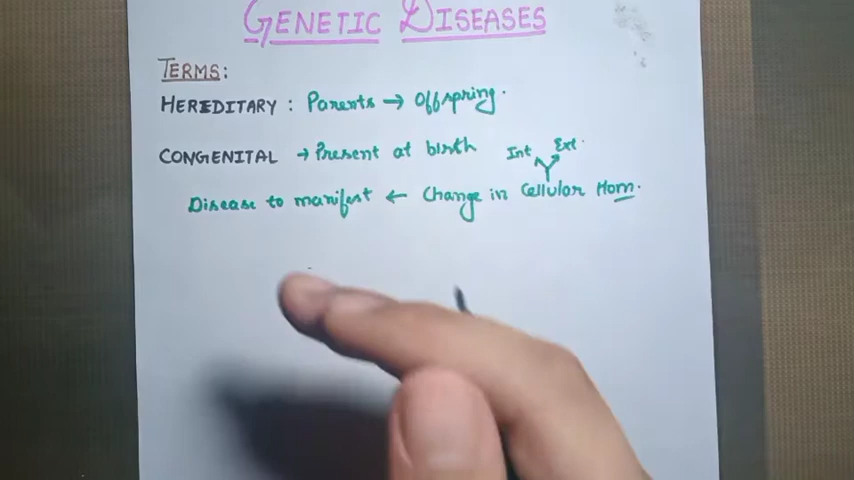 GENETIC DISEASES
TERMS:
HEREDITARY : Parents → Offspring.
CONGENITAL → Present at birth
Int Ext.
Disease to manifest ← Change in Cellular Hom.